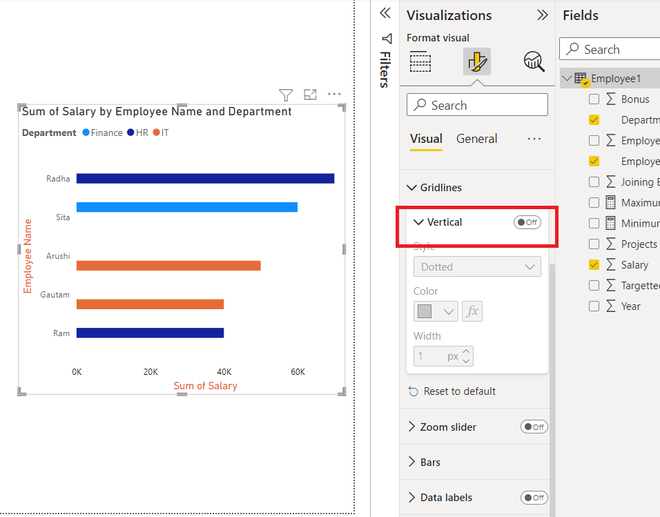 Visualizations
Fields
Format visual
Filters
Search
Search
Employee1
Bonus
Departm
Employe
Employe
Joining E
Maximu
Minimun
Projects
Salary
Targette
Year
Visual
General
Gridlines
Vertical
Off
Style
Dotted
Color
fx
Width
1 px
Reset to default
Zoom slider
Off
Bars
Data labels
Off
Sum of Salary by Employee Name and Department
Department Finance HR IT
Employee Name
Radha
Sita
Arushi
Gautam
Ram
0K 20K 40K 60K
Sum of Salary